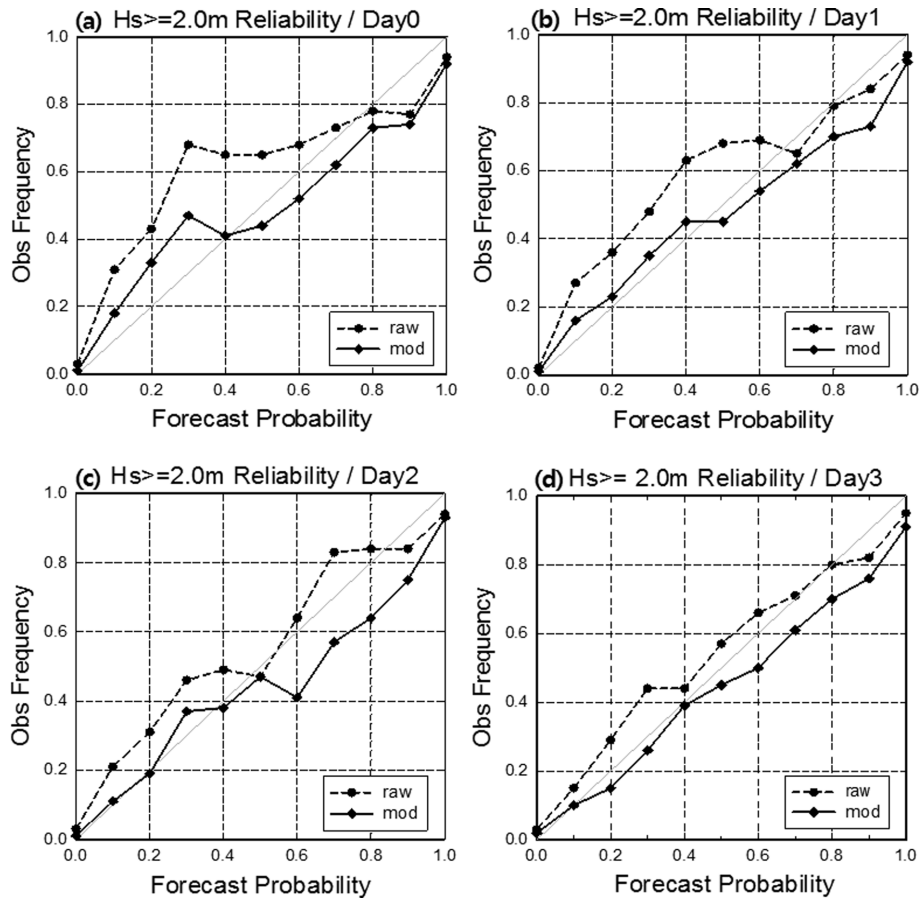 (a) Hs>=2.0m Reliability / Day0
1.0
0.8
0.6
0.4
0.2
0.0
Obs Frequency
raw
mod
0.0 0.2 0.4 0.6 0.8 1.0
Forecast Probability
(b) Hs>=2.0m Reliability / Day1
1.0
0.8
0.6
0.4
0.2
0.0
Obs Frequency
raw
mod
0.0 0.2 0.4 0.6 0.8 1.0
Forecast Probability
(c) Hs>=2.0m Reliability / Day2
1.0
0.8
0.6
0.4
0.2
0.0
Obs Frequency
raw
mod
0.0 0.2 0.4 0.6 0.8 1.0
Forecast Probability
(d) Hs>= 2.0m Reliability / Day3
1.0
0.8
0.6
0.4
0.2
0.0
Obs Frequency
raw
mod
0.0 0.2 0.4 0.6 0.8 1.0
Forecast Probability